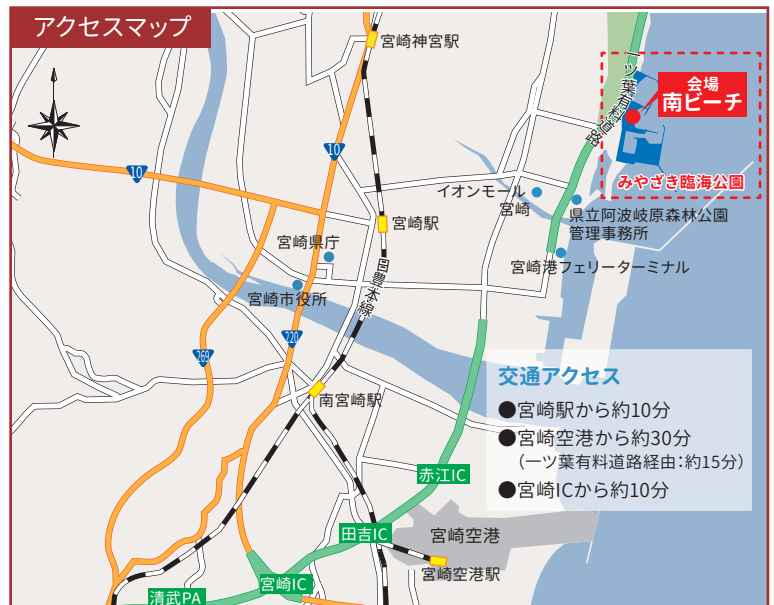 アクセスマップ
宮崎神宮駅
一ツ葉有料道路
会場
南ビーチ
みやざき臨海公園
10
10
イオンモール
宮崎
県立阿波岐原森林公園
管理事務所
宮崎駅
宮崎県庁
宮崎港フェリーターミナル
宮崎市役所
日豊本線
220
269
南宮崎駅
交通アクセス
●宮崎駅から約10分
●宮崎空港から約30分
（一ツ葉有料道路経由：約15分）
●宮崎ICから約10分
赤江IC
田吉IC
宮崎空港
宮崎空港駅
宮崎IC
清武PA